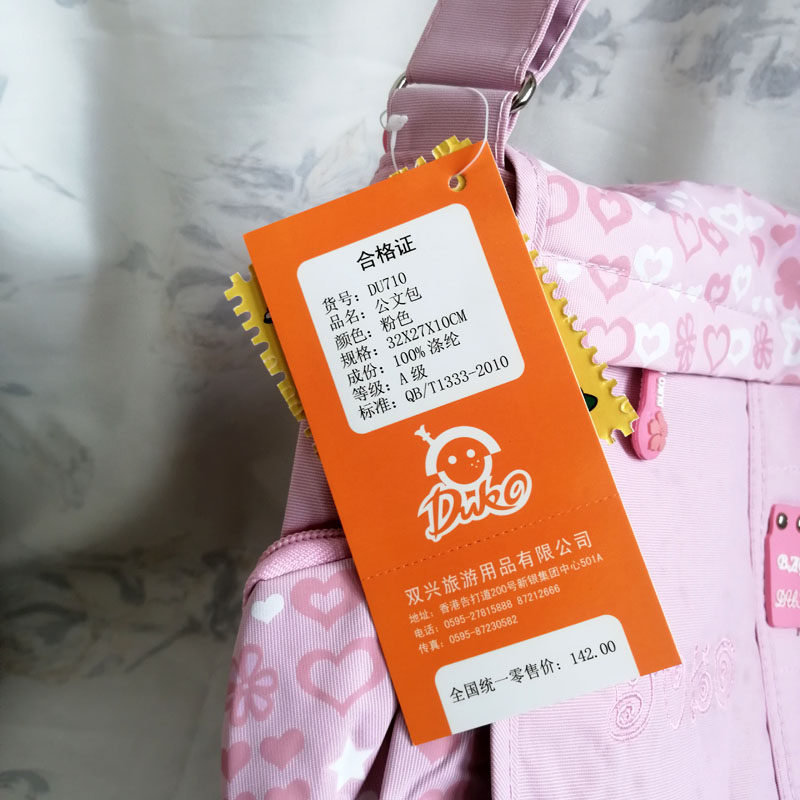 合格证
货号: DU710
品名: 公文包
颜色: 粉色
规格: 32X27X10CM
成份: 100%涤纶
等级: A 级
标准: QB/T1333-2010
Duko
双兴旅游用品有限公司
地址: 香港告打道200号新银集团中心501A
电话: 0595-27815888 87212666
传真: 0595-87230582
全国统一零售价: 142.00
DUKO